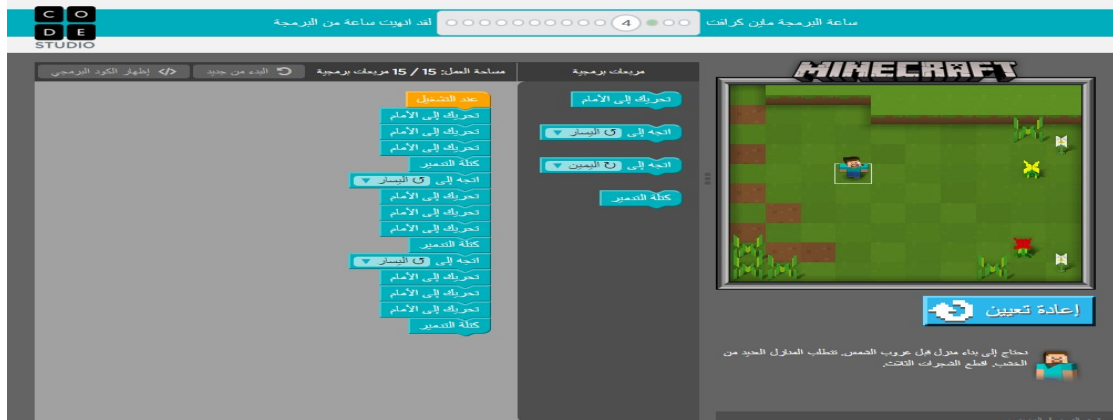 CODE
STUDIO
ساعة البرمجة ماين كرافت
4
لقد انهيت ساعة من البرمجة
MINECRAFT
مربعات برمجية
مساحة العمل: 15 / 15 مربعات برمجية
البدء من جديد
إظهار الكود البرمجي
تحريك إلى الأمام
اتجه إلى اليسار
اتجه إلى اليمين
كتلة التدمير
عند التشغيل
تحريك إلى الأمام
تحريك إلى الأمام
تحريك إلى الأمام
كتلة التدمير
اتجه إلى اليسار
تحريك إلى الأمام
تحريك إلى الأمام
تحريك إلى الأمام
كتلة التدمير
اتجه إلى اليسار
تحريك إلى الأمام
تحريك إلى الأمام
تحريك إلى الأمام
كتلة التدمير
إعادة تعيين
تحتاج إلى بناء منزل قبل غروب الشمس. تتطلب المنازل العديد من
الخشب. اقطع الشجرات الثلاث.